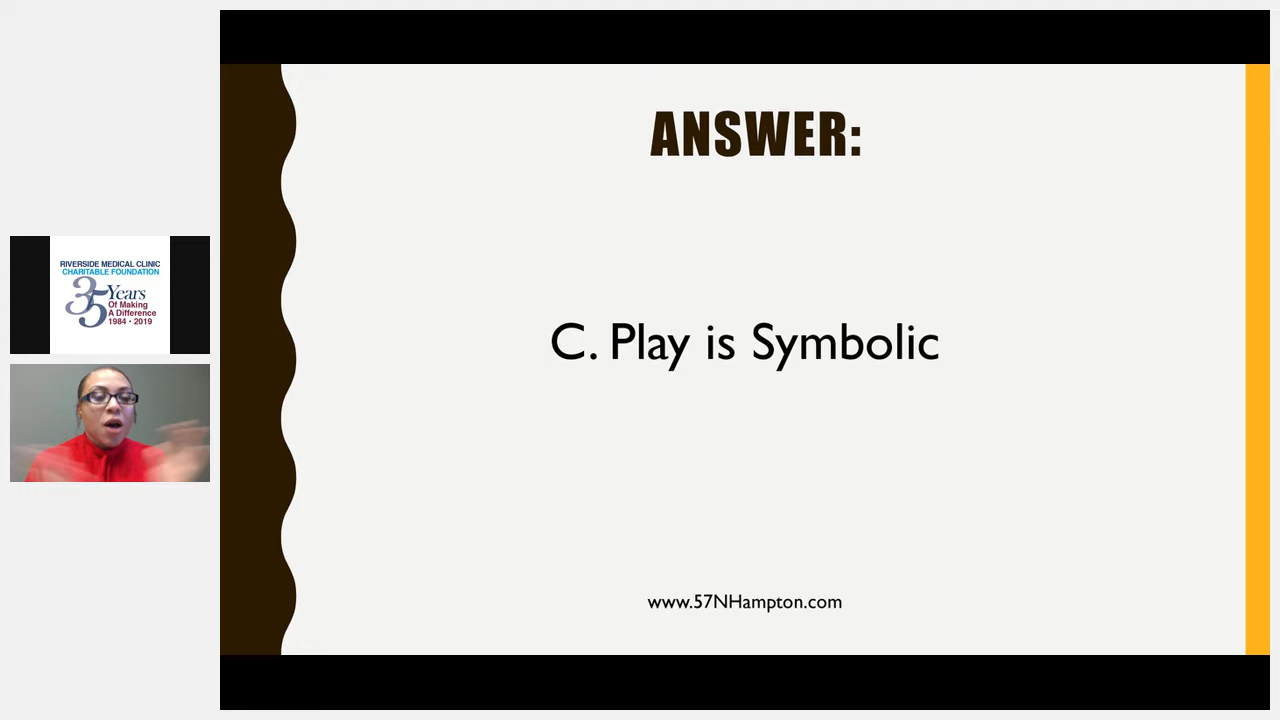 RIVERSIDE MEDICAL CLINIC
CHARITABLE FOUNDATION
35 Years
Of Making
A Difference
1984 • 2019
ANSWER:
C. Play is Symbolic
www.57NHampton.com